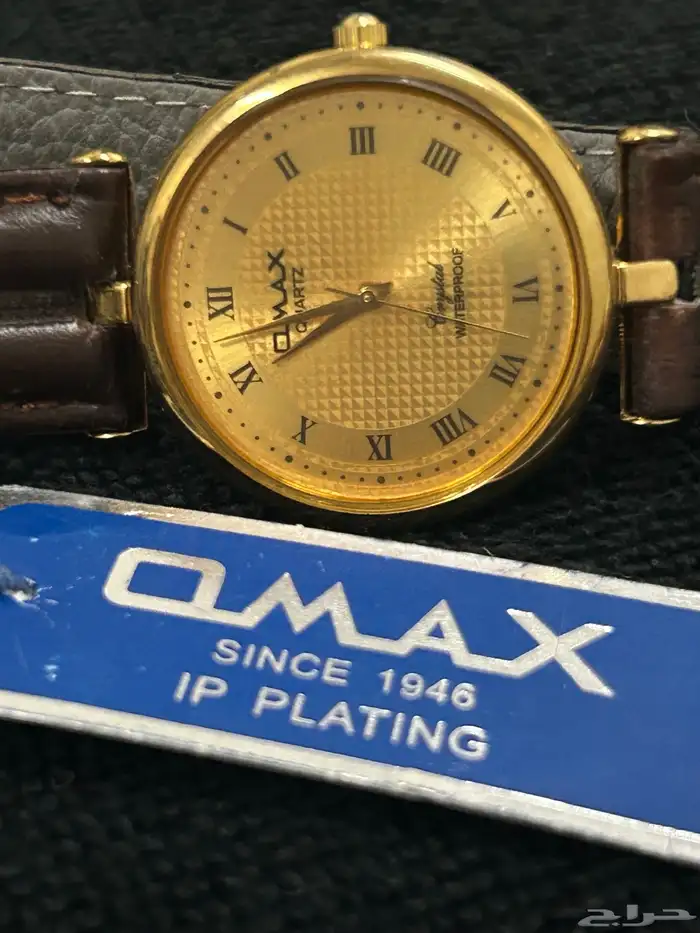 OMAX
QUARTZ
Crystal
WATERPROOF
XII
I
II
III
IIII
V
VI
VII
VIII
IX
X
XI
OMAX
SINCE 1946
IP PLATING
حراج